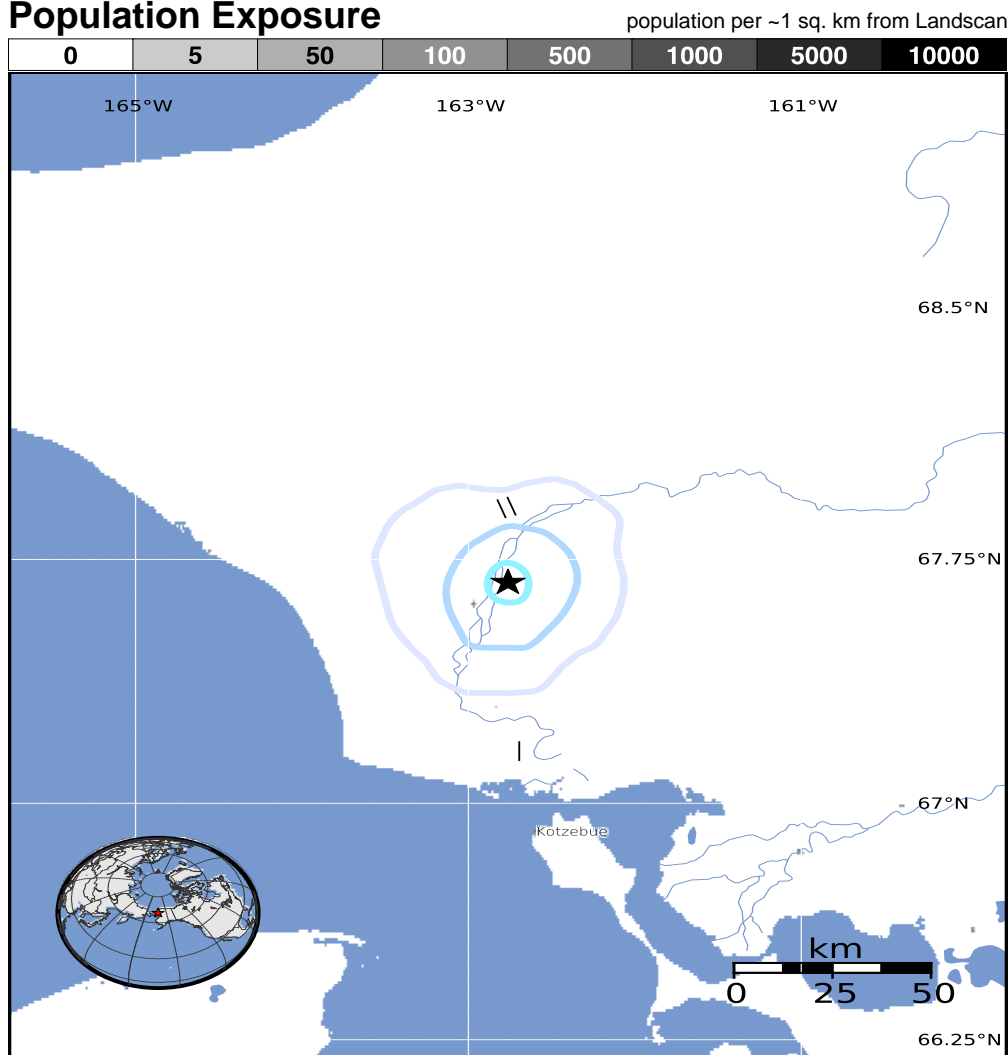 Population Exposure
population per ~1 sq. km from Landscan
0 5 50 100 500 1000 5000 10000
165°W 163°W 161°W
68.5°N
\\
67.75°N
|
67°N
Kotzebue
km
0 25 50
66.25°N